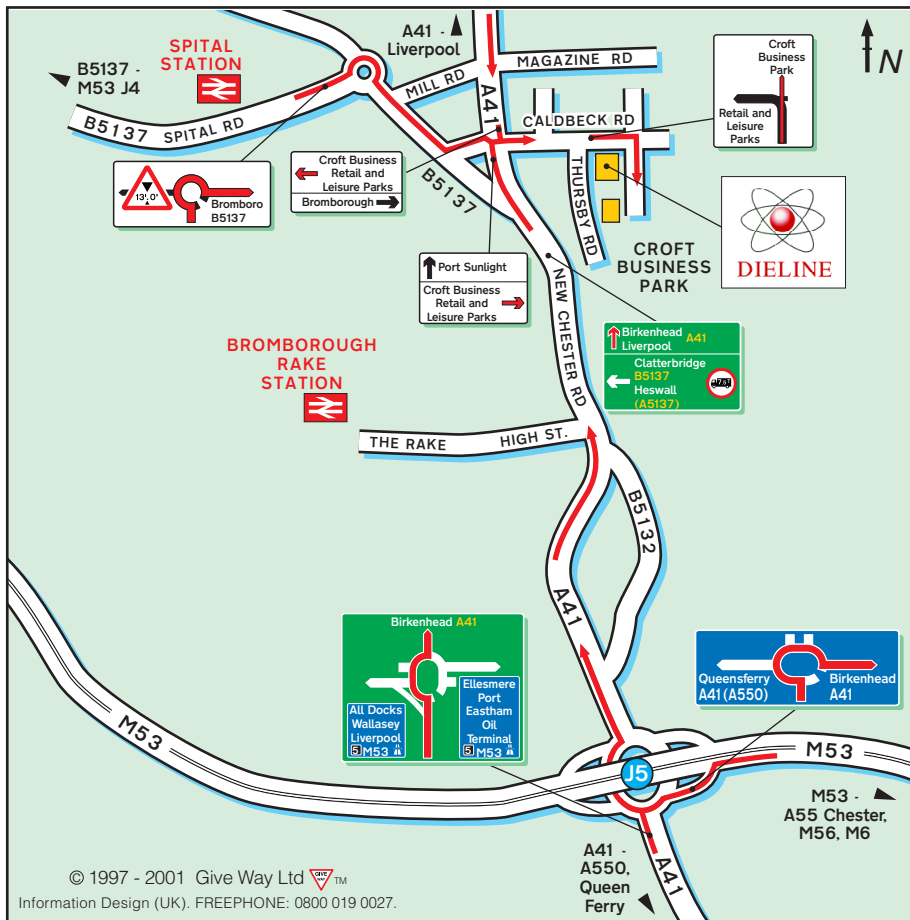 A41 -
Liverpool
SPITAL
STATION
B5137 -
M53 J4
B5137 SPITAL RD
MILL RD
MAGAZINE RD
A41
CALDBECK RD
Croft
Business
Park
Retail and
Leisure
Parks
N
13'.0"
Bromboro
B5137
Croft Business
Retail and
Leisure Parks
Bromborough
B5137
THURSBY RD
CROFT
BUSINESS
PARK
DIELINE
Port Sunlight
Croft Business
Retail and
Leisure Parks
NEW CHESTER RD
Birkenhead
Liverpool A41
Clatterbridge
B5137
Heswall
(A5137)
BROMBOROUGH
RAKE
STATION
THE RAKE HIGH ST.
B5132
A41
Birkenhead A41
All Docks
Wallasey
Liverpool
5 M53
Ellesmere
Port
Eastham
Oil
Terminal
5 M53
Queensferry
A41 (A550)
Birkenhead
A41
M53
J5
M53
M53 -
A55 Chester,
M56, M6
A41 -
A550,
Queen
Ferry
A41
© 1997 - 2001 Give Way Ltd GIVE WAY TM
Information Design (UK). FREEPHONE: 0800 019 0027.